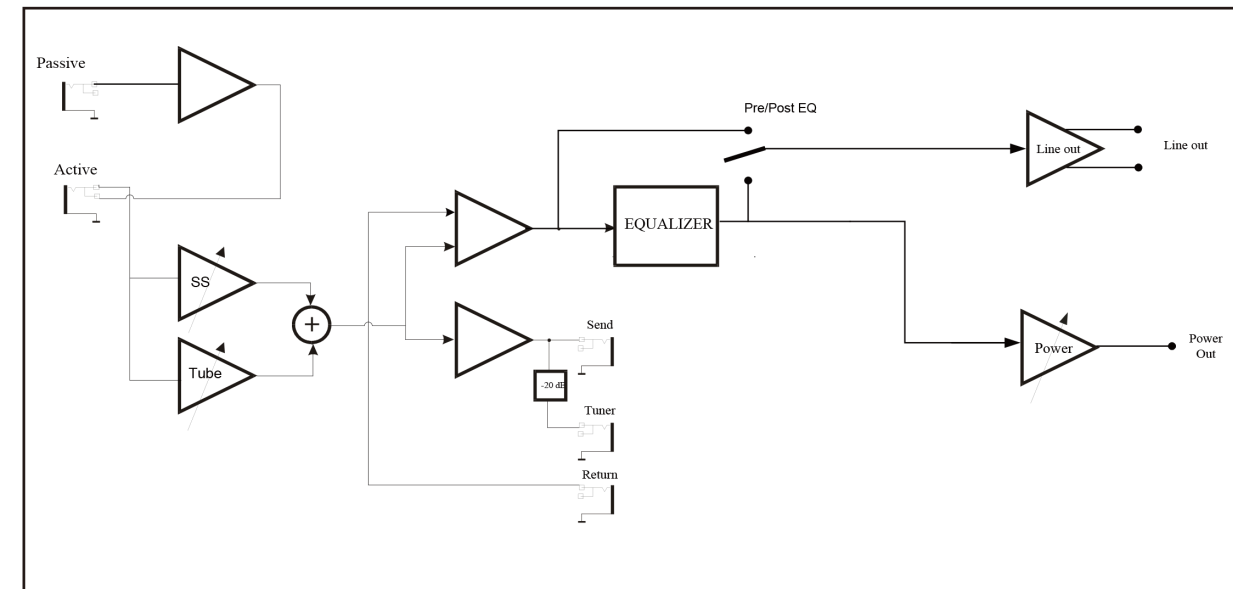 Passive
Active
SS
+
Tube
Pre/Post EQ
EQUALIZER
Line out
Line out
Send
-20 dB
Tuner
Return
Power
Power
Out